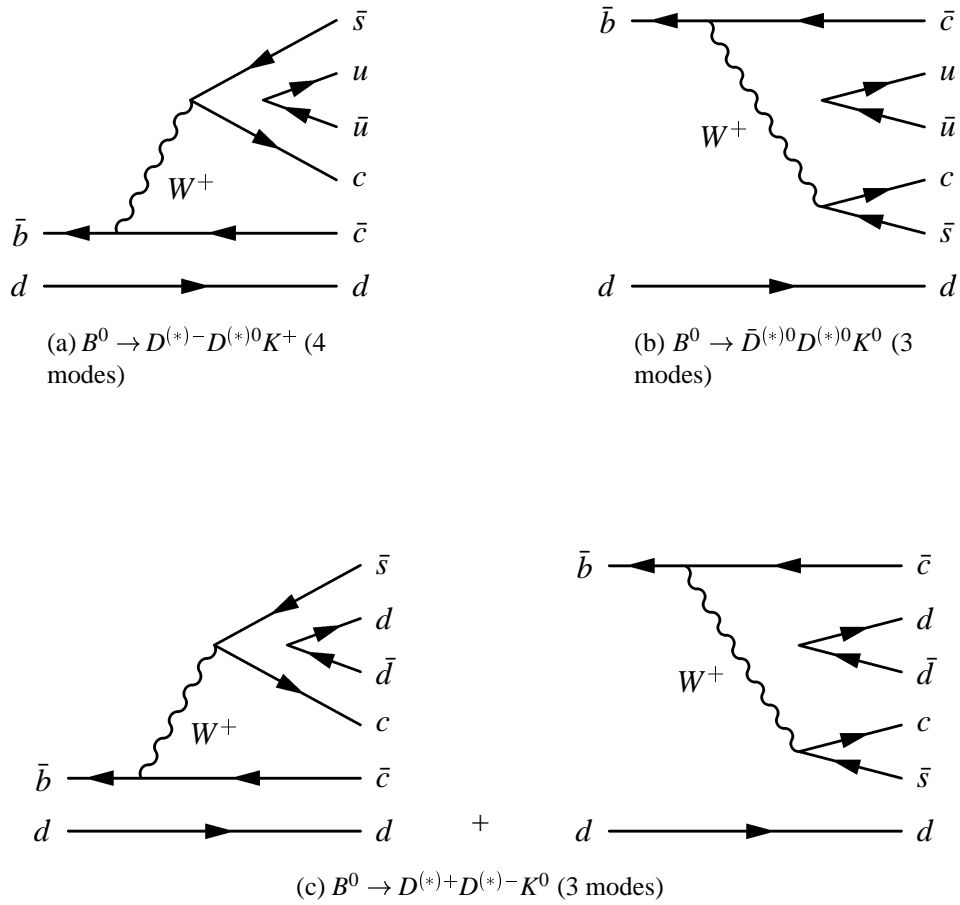 s̄
u
ū
W⁺
c
b̄
c̄
d
d
(a) B⁰ → D⁽*⁾⁻D⁽*⁾⁰K⁺ (4
modes)
b̄
c̄
u
ū
W⁺
c
s̄
d
d
(b) B⁰ → D̄⁽*⁾⁰D⁽*⁾⁰K⁰ (3
modes)
s̄
d
d̄
W⁺
c
b̄
c̄
d
d
+
b̄
c̄
d
d̄
W⁺
c
s̄
d
d
(c) B⁰ → D⁽*⁾⁺D⁽*⁾⁻K⁰ (3 modes)